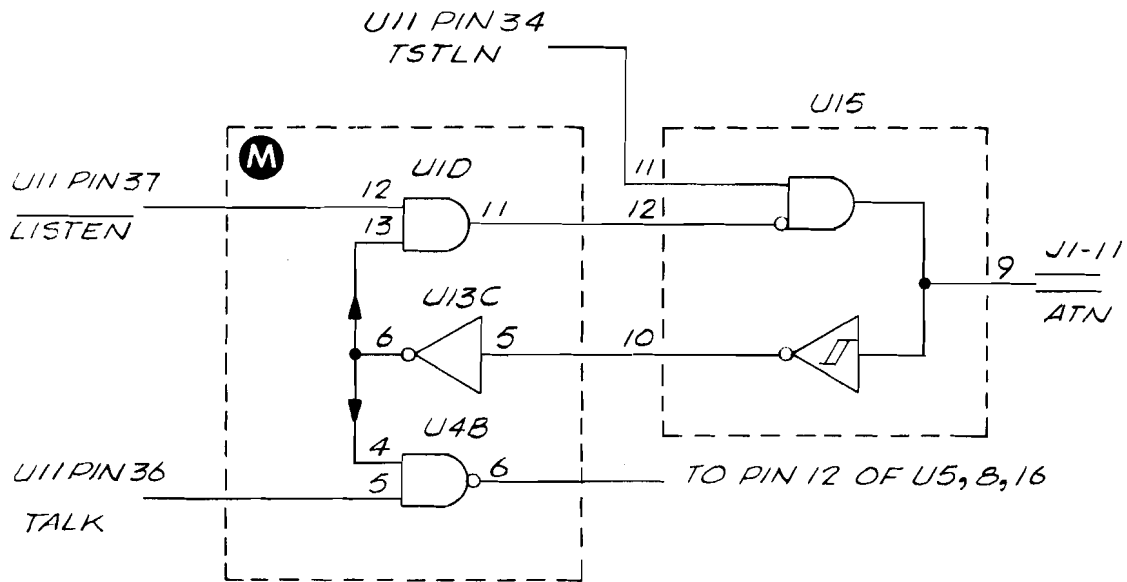 U11 PIN 34
TSTLN
U15
M
U1D
11
U11 PIN 37
12
11
12
LISTEN
13
J1-11
9
U13C
ATN
6
5
10
U4B
4
6
U11 PIN 36
5
TO PIN 12 OF U5, 8, 16
TALK